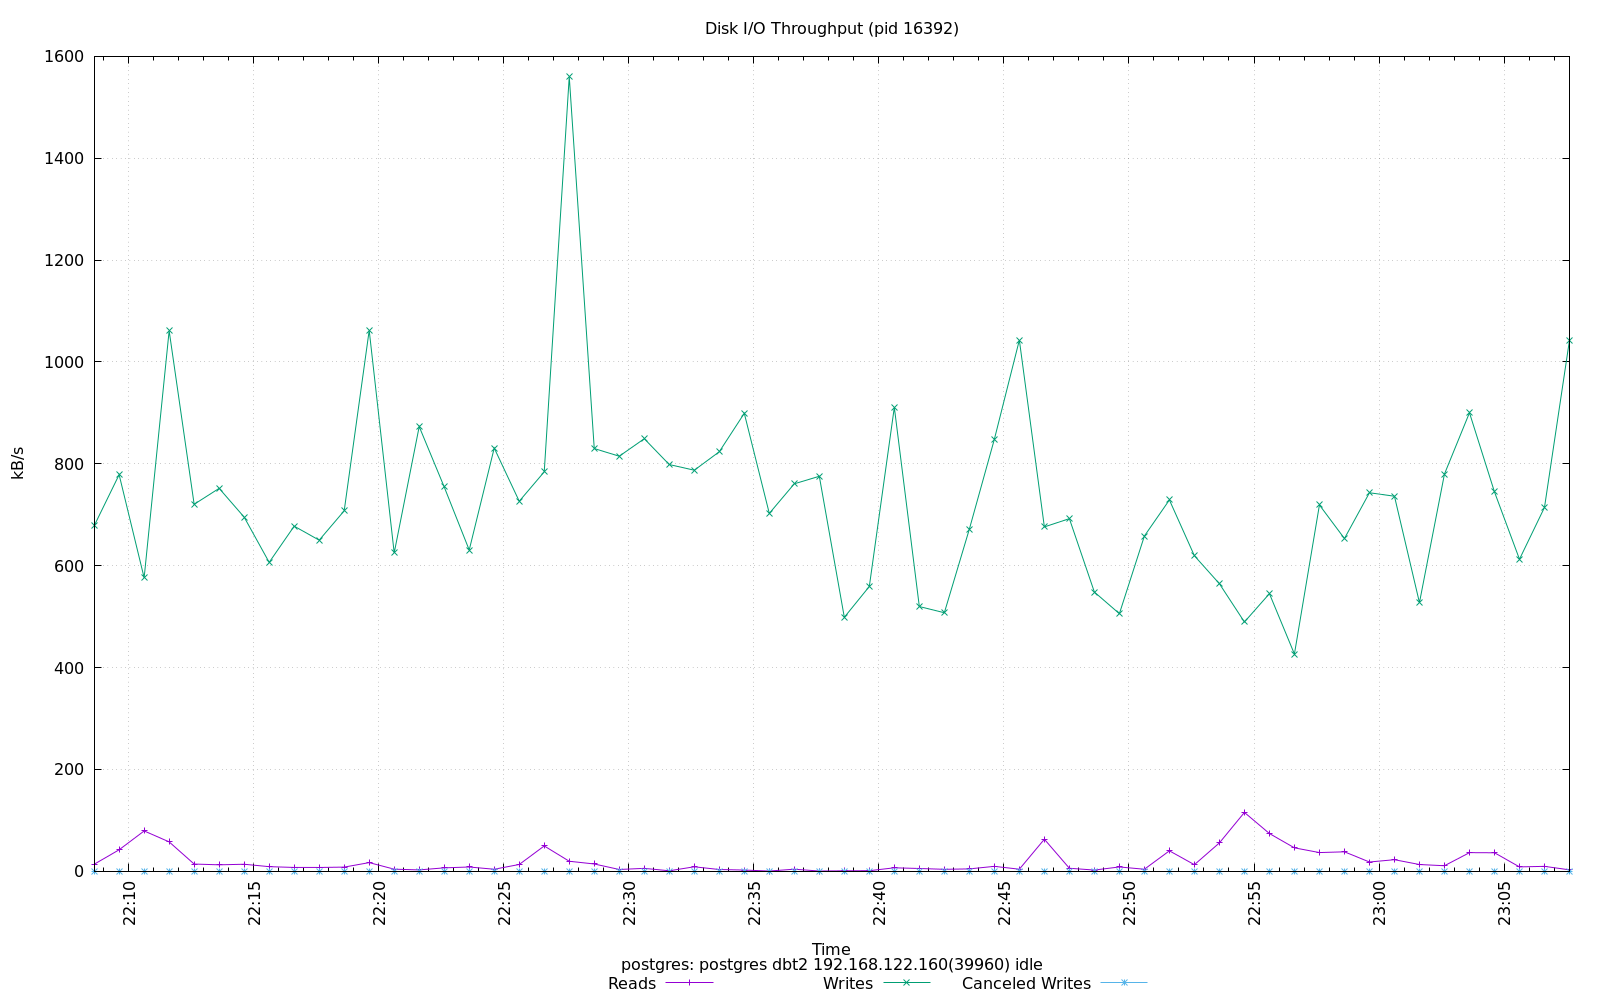 Disk I/O Throughput (pid 16392)
1600
1400
1200
1000
800
600
400
200
0
kB/s
22:10 22:15 22:20 22:25 22:30 22:35 22:40 22:45 22:50 22:55 23:00 23:05
Time
postgres: postgres dbt2 192.168.122.160(39960) idle
Reads Writes Canceled Writes